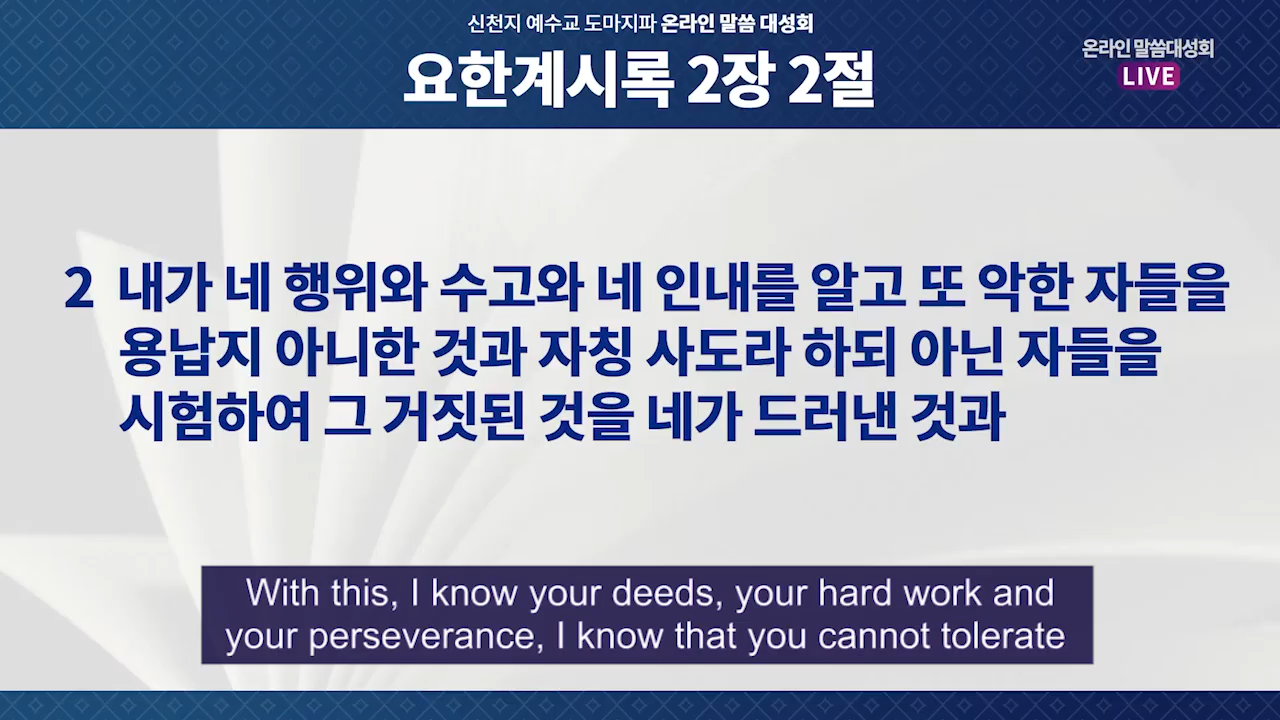 신천지 예수교 도마지파 온라인 말씀 대성회
요한계시록 2장 2절
온라인 말씀대성회
LIVE
2 내가 네 행위와 수고와 네 인내를 알고 또 악한 자들을
용납지 아니한 것과 자칭 사도라 하되 아닌 자들을
시험하여 그 거짓된 것을 네가 드러낸 것과
With this, I know your deeds, your hard work and
your perseverance, I know that you cannot tolerate